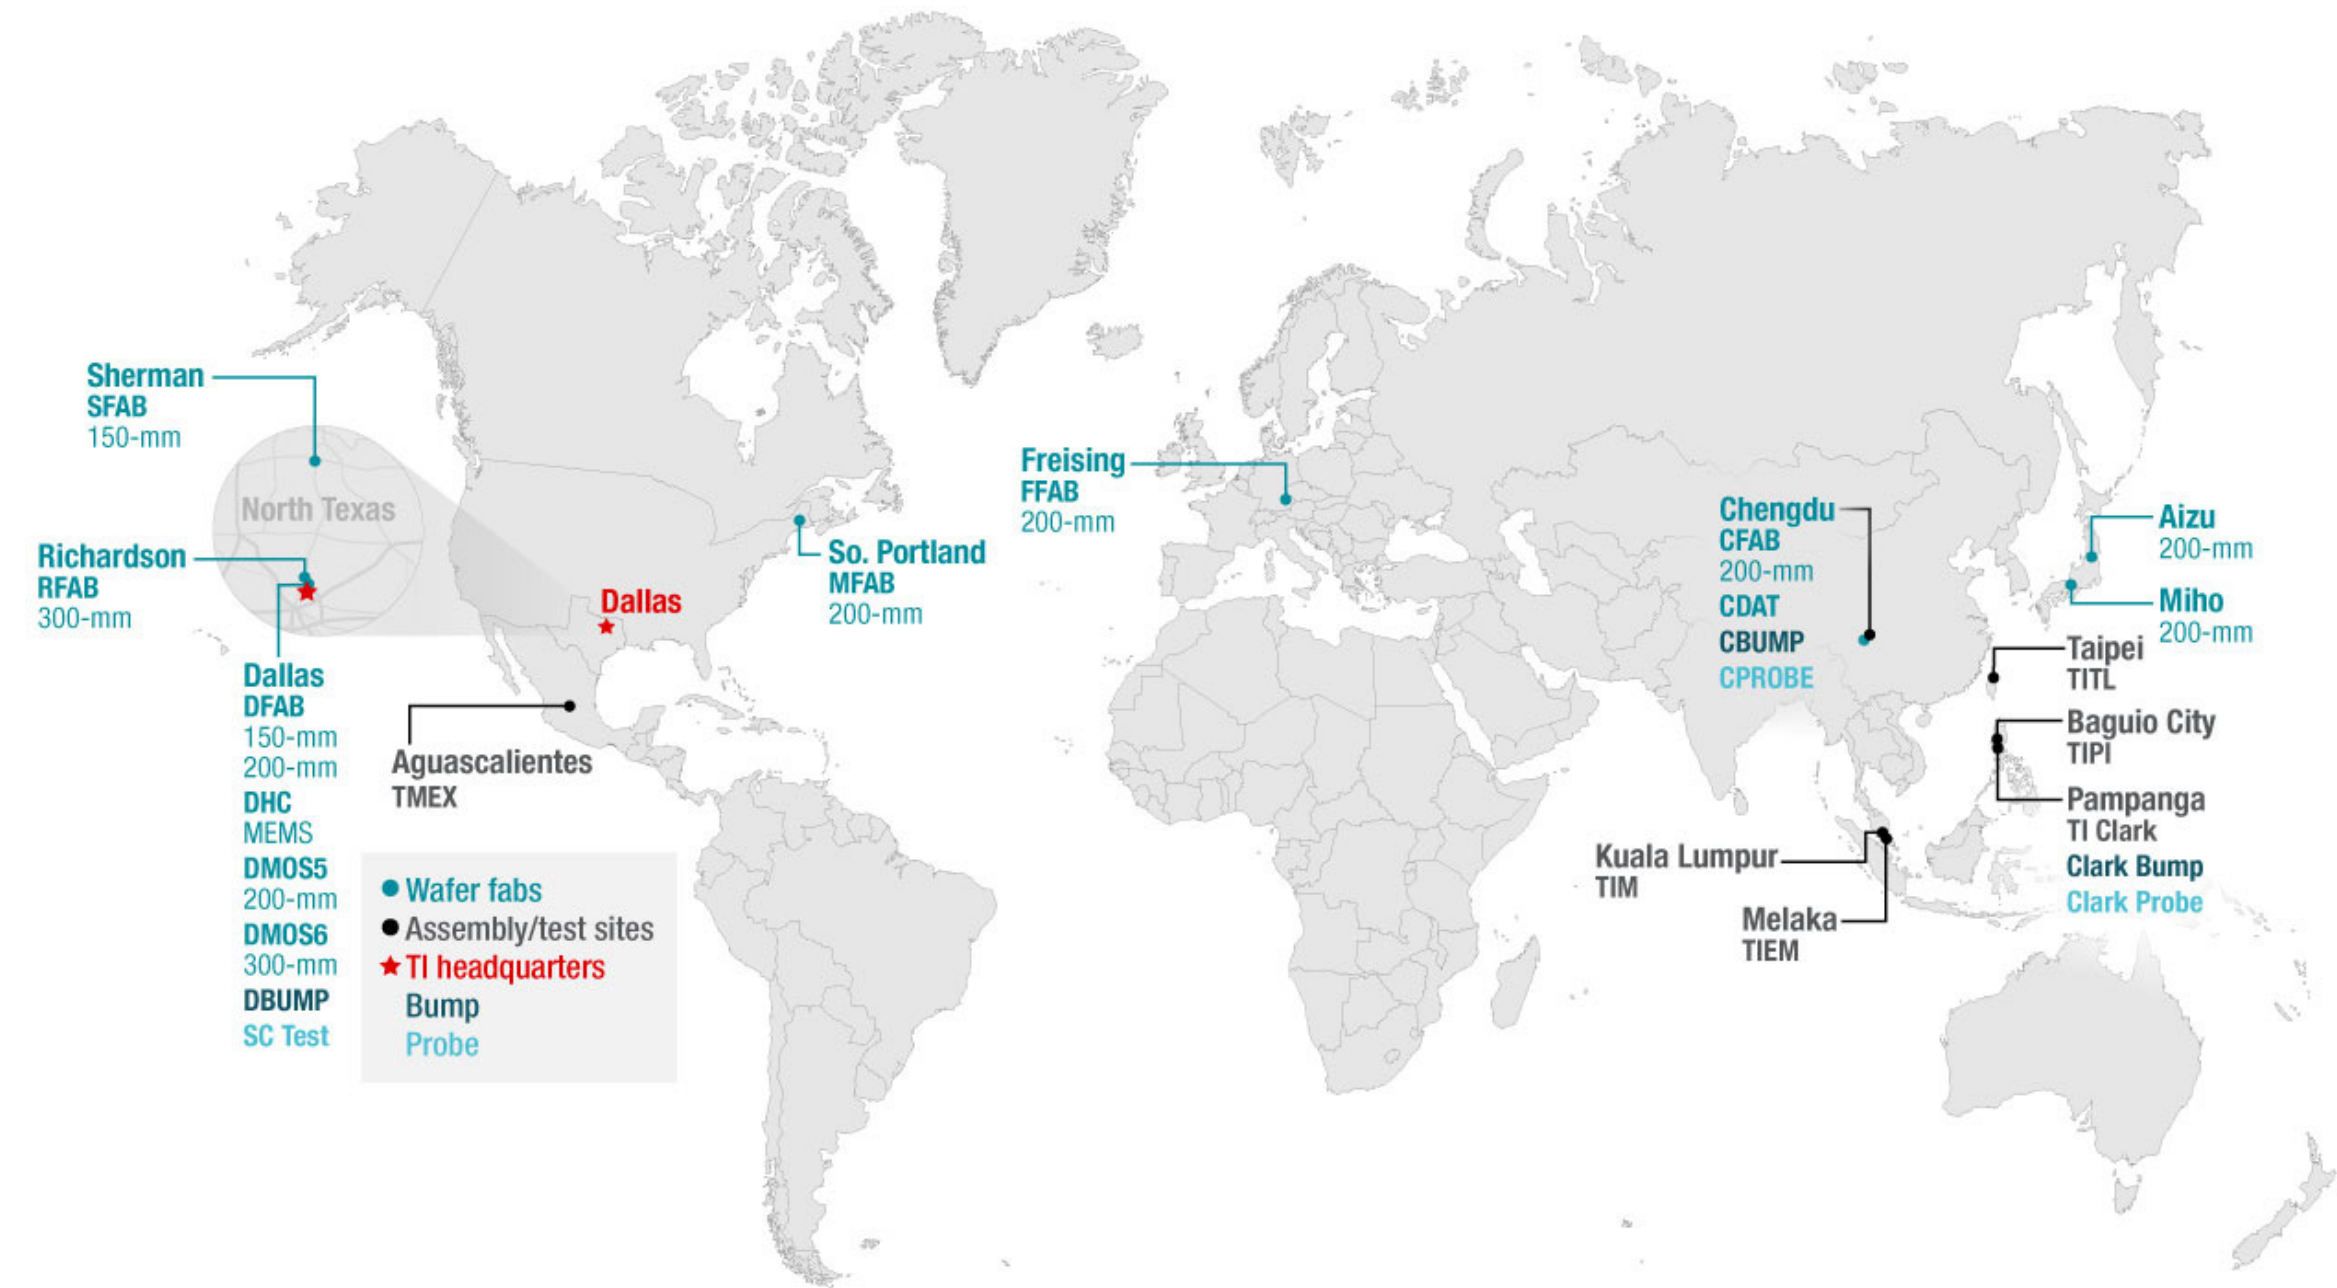 Sherman
SFAB
150-mm
North Texas
Richardson
RFAB
300-mm
Dallas
DFAB
150-mm
200-mm
DHC
MEMS
DMOS5
200-mm
DMOS6
300-mm
DBUMP
SC Test
Dallas
So. Portland
MFAB
200-mm
Aguascalientes
TMEX
Wafer fabs
Assembly/test sites
TI headquarters
Bump
Probe
Freising
FFAB
200-mm
Chengdu
CFAB
200-mm
CDAT
CBUMP
CPROBE
Aizu
200-mm
Miho
200-mm
Taipei
TITL
Baguio City
TIPI
Pampanga
TI Clark
Clark Bump
Clark Probe
Kuala Lumpur
TIM
Melaka
TIEM